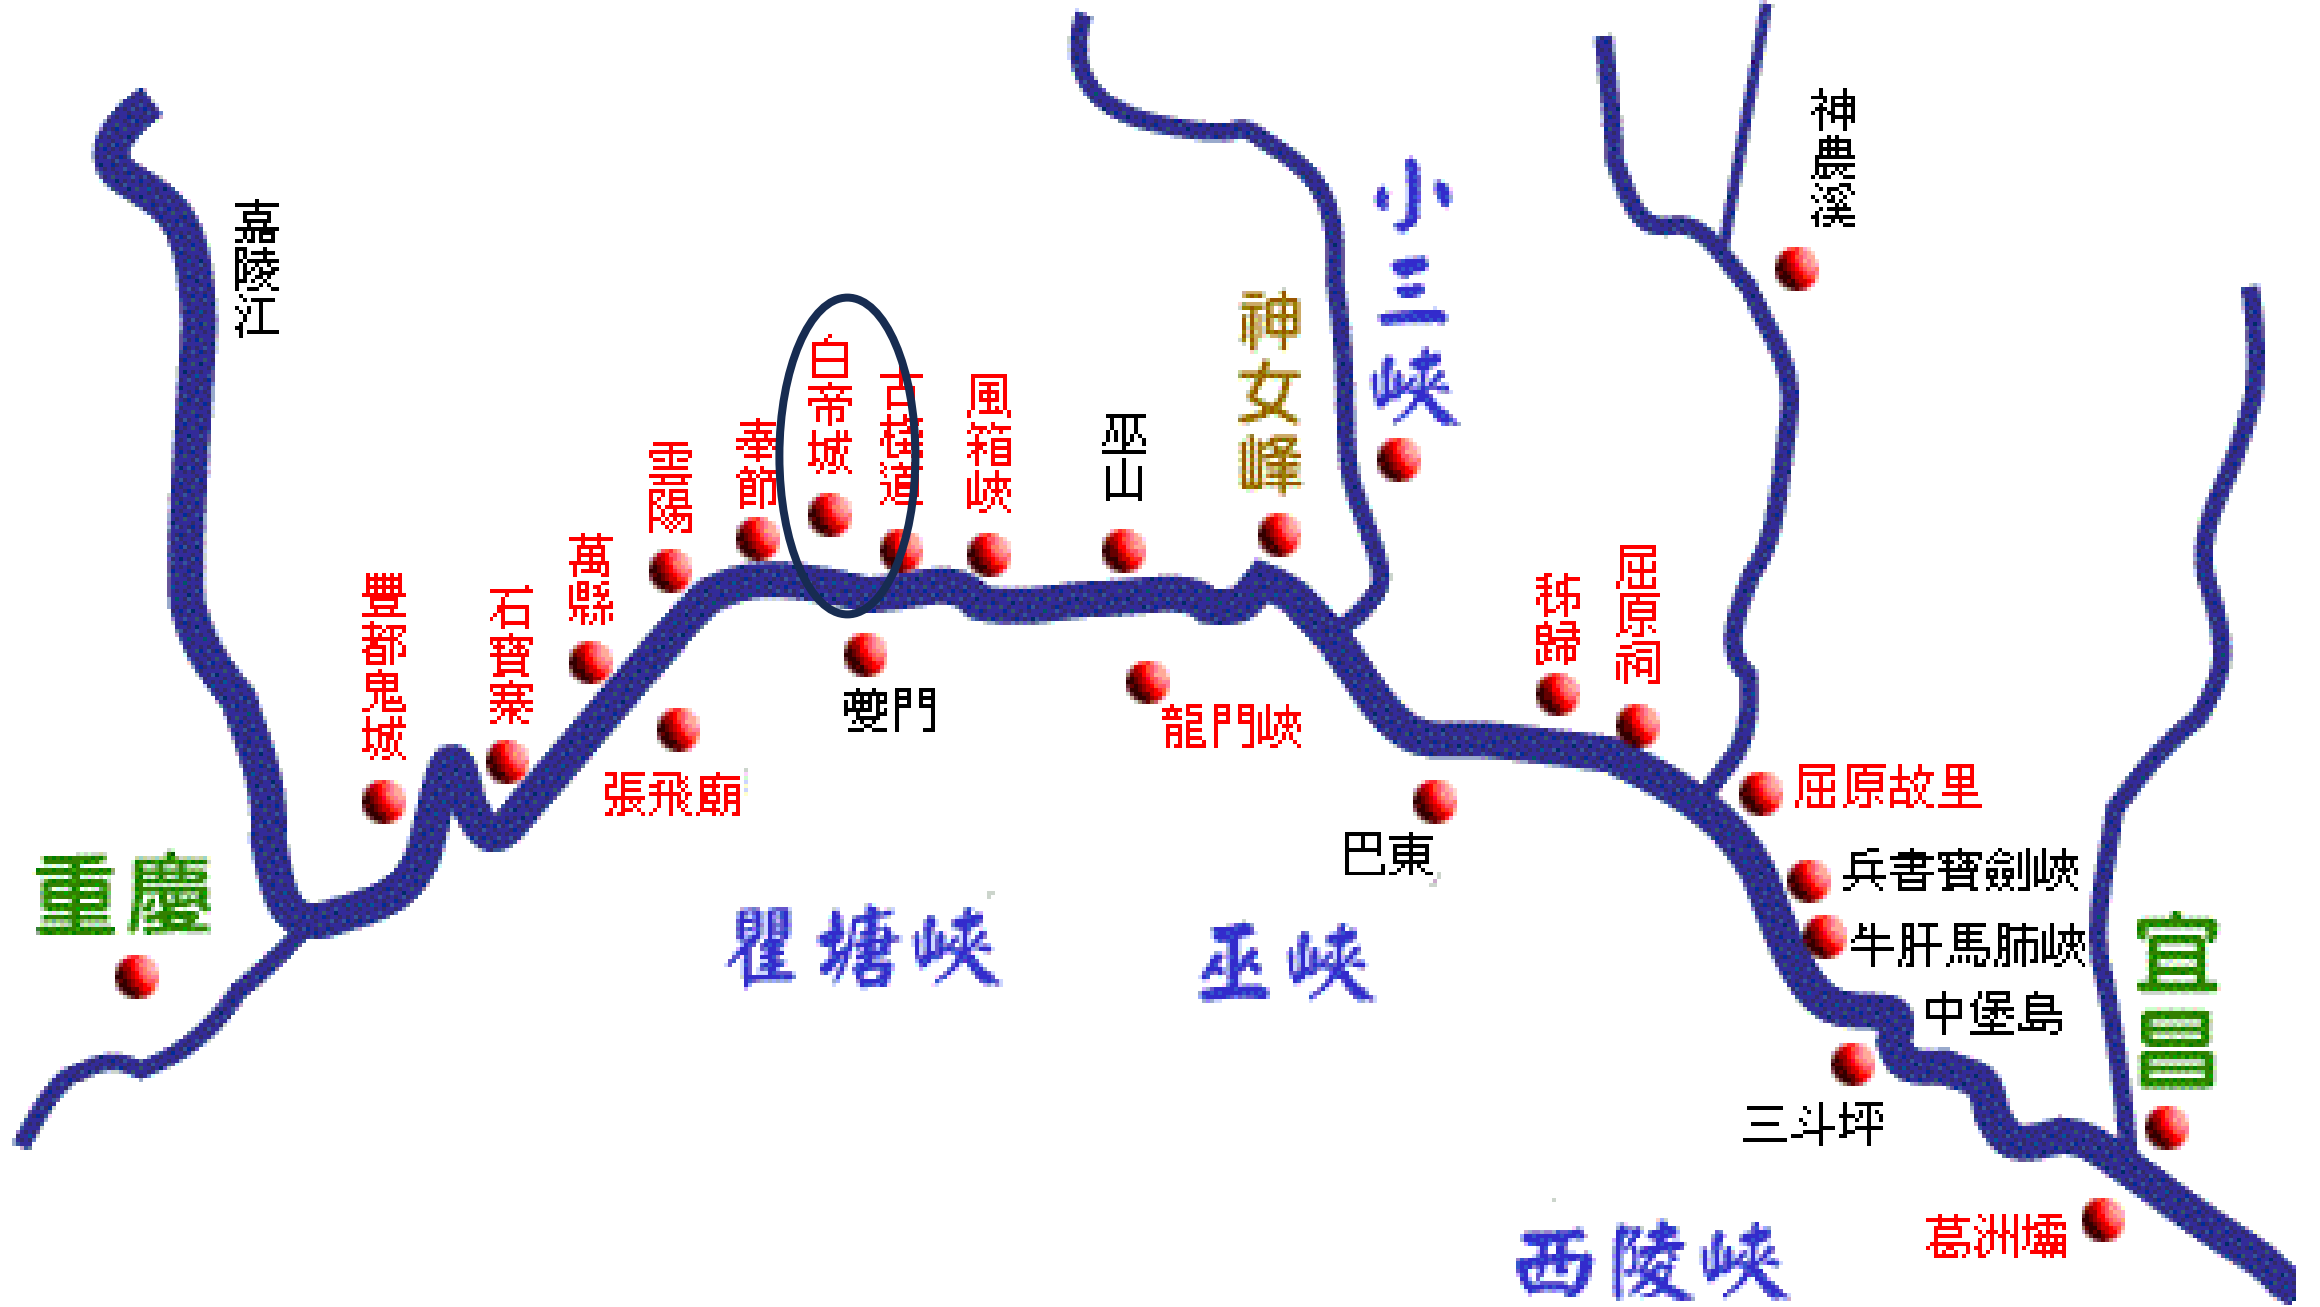 嘉陵江
重慶
豐都鬼城
石寶寨
萬縣
雲陽
張飛廟
奉節
白帝城
古棧道
風箱峽
夔門
瞿塘峽
巫山
龍門峽
神女峰
小三峽
巫峽
巴東
秭歸
屈原祠
神農溪
屈原故里
兵書寶劍峽
牛肝馬肺峽
中堡島
三斗坪
西陵峽
宜昌
葛洲壩